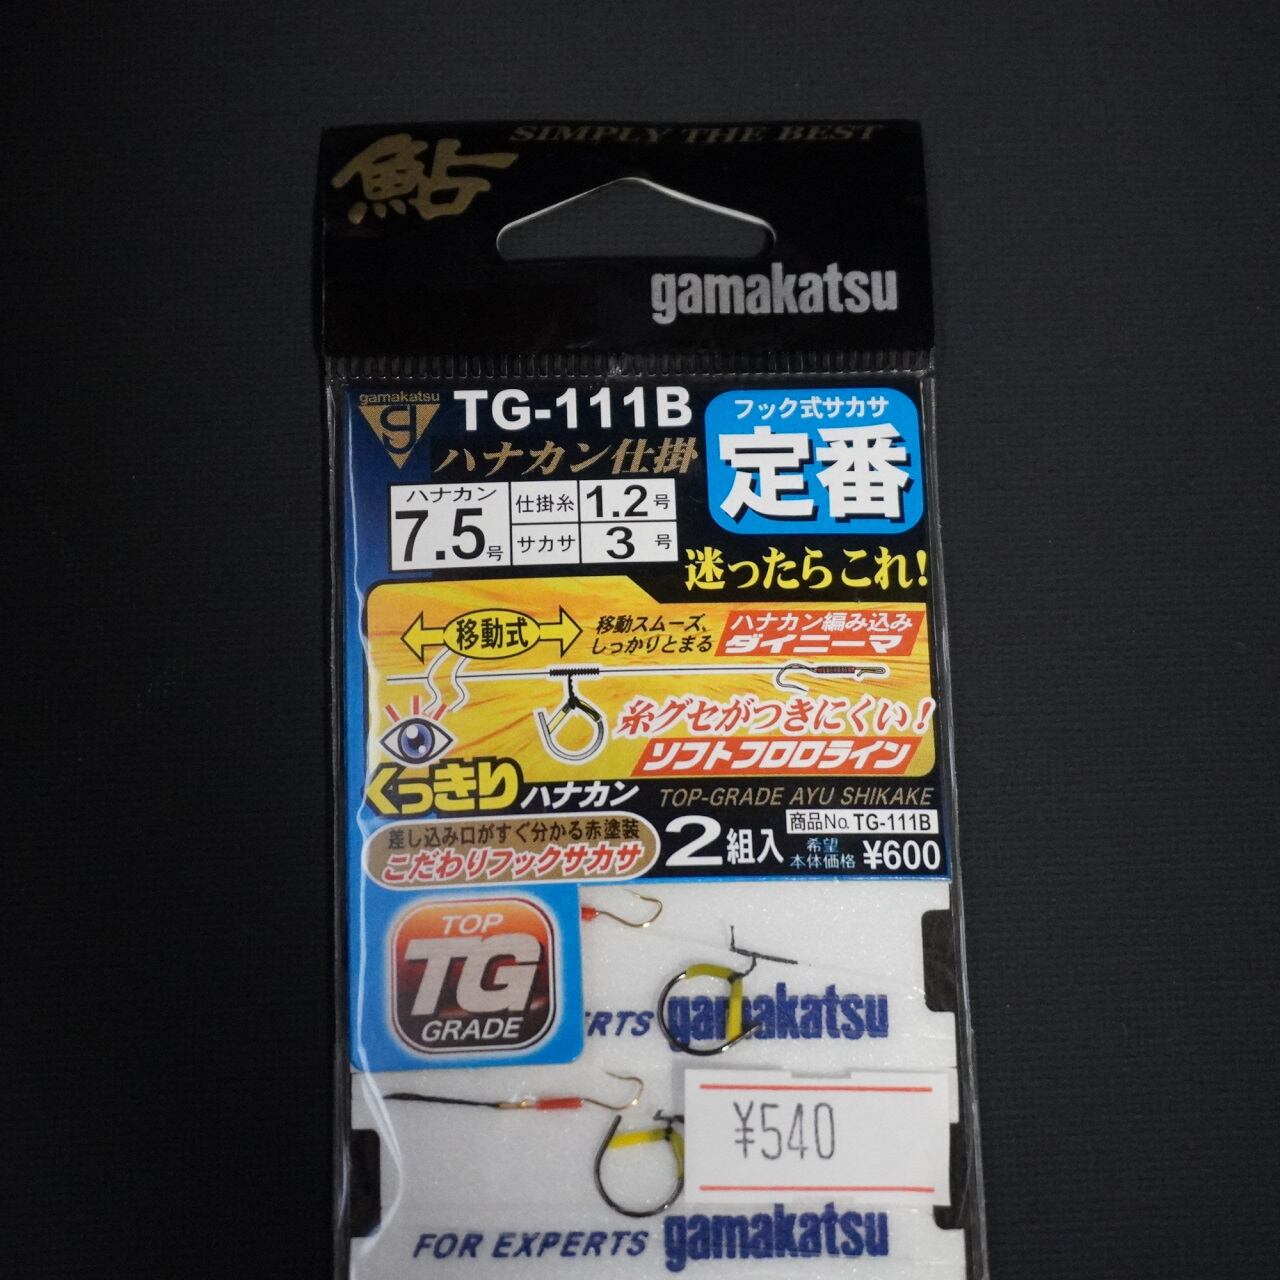 SIMPLY THE BEST
鮎
gamakatsu
gamakatsu
TG-111B
ハナカン仕掛
フック式サカサ
定番
ハナカン
7.5号
仕掛糸 1.2号
サカサ 3号
迷ったらこれ!
移動式
移動スムーズ、
しっかりとまる
ハナカン編み込み
ダイニーマ
糸グセがつきにくい!
ソフトフロロライン
くっきりハナカン
TOP-GRADE AYU SHIKAKE
差し込み口がすぐ分かる赤塗装
こだわりフックサカサ
2組入
商品No. TG-111B
希望
本体価格 ¥600
TOP
TG
GRADE
ERTS gamakatsu
¥540
FOR EXPERTS gamakatsu